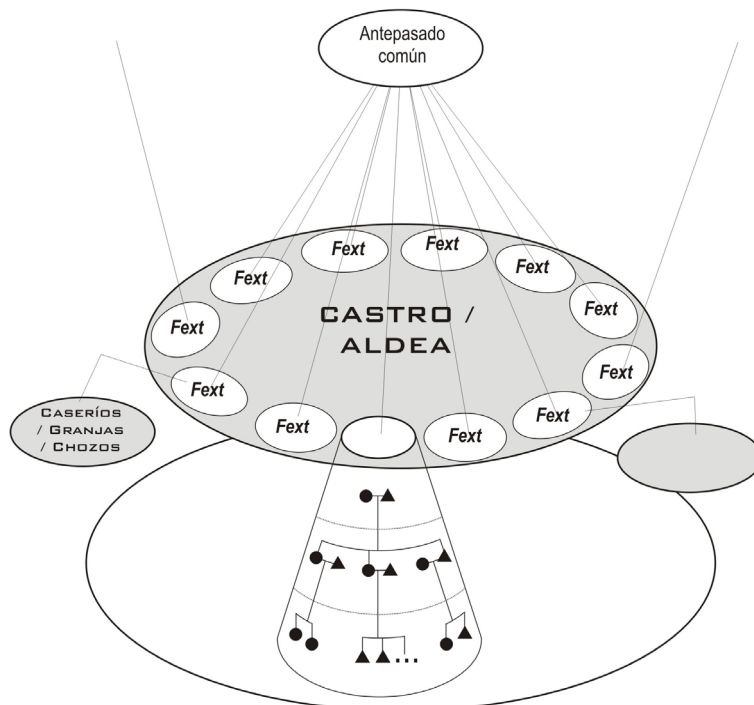 Antepasado
común
Fext
Fext
Fext
Fext
Fext
Fext
CASTRO /
ALDEA
Fext
Fext
Fext
Fext
Fext
Fext
CASERÍOS
/ GRANJAS
/ CHOZOS
...